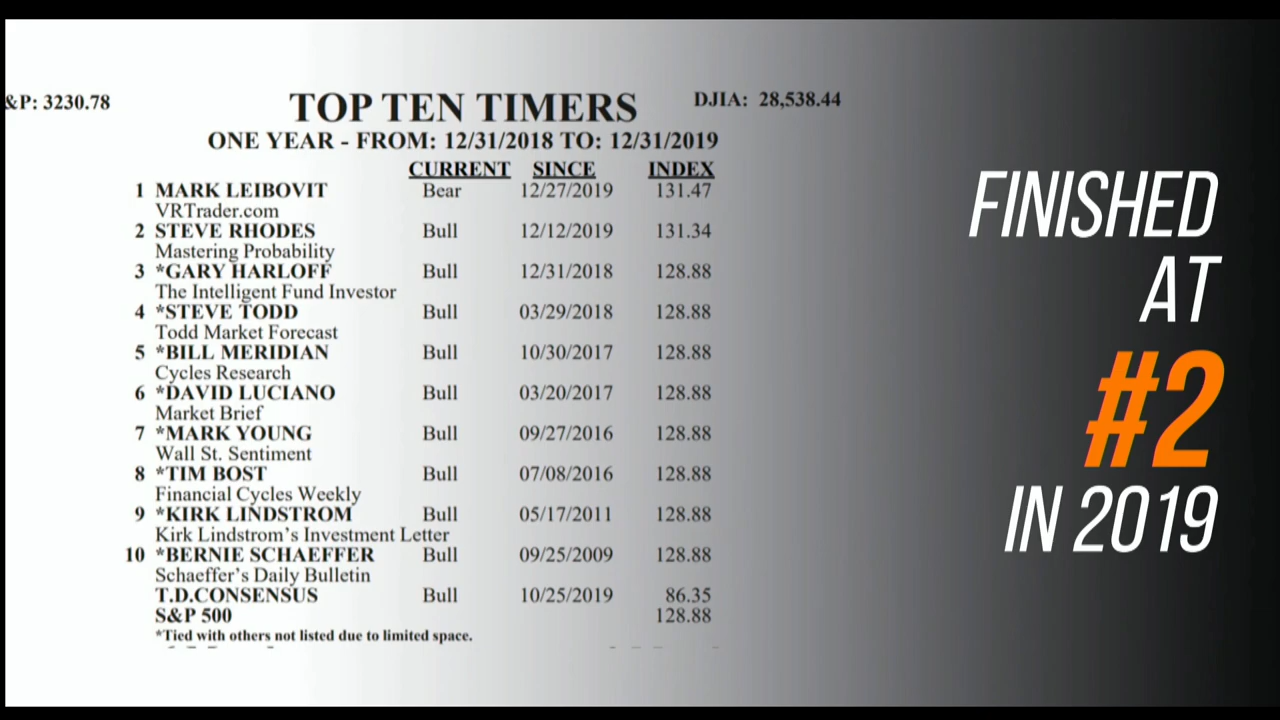 &P: 3230.78
TOP TEN TIMERS
DJIA: 28,538.44
ONE YEAR - FROM: 12/31/2018 TO: 12/31/2019
CURRENT SINCE INDEX
1 MARK LEIBOVIT Bear 12/27/2019 131.47
VRTrader.com
2 STEVE RHODES Bull 12/12/2019 131.34
Mastering Probability
3 *GARY HARLOFF Bull 12/31/2018 128.88
The Intelligent Fund Investor
4 *STEVE TODD Bull 03/29/2018 128.88
Todd Market Forecast
5 *BILL MERIDIAN Bull 10/30/2017 128.88
Cycles Research
6 *DAVID LUCIANO Bull 03/20/2017 128.88
Market Brief
7 *MARK YOUNG Bull 09/27/2016 128.88
Wall St. Sentiment
8 *TIM BOST Bull 07/08/2016 128.88
Financial Cycles Weekly
9 *KIRK LINDSTROM Bull 05/17/2011 128.88
Kirk Lindstrom's Investment Letter
10 *BERNIE SCHAEFFER Bull 09/25/2009 128.88
Schaeffer's Daily Bulletin
T.D.CONSENSUS Bull 10/25/2019 86.35
S&P 500 128.88
*Tied with others not listed due to limited space.
FINISHED
AT
#2
IN 2019